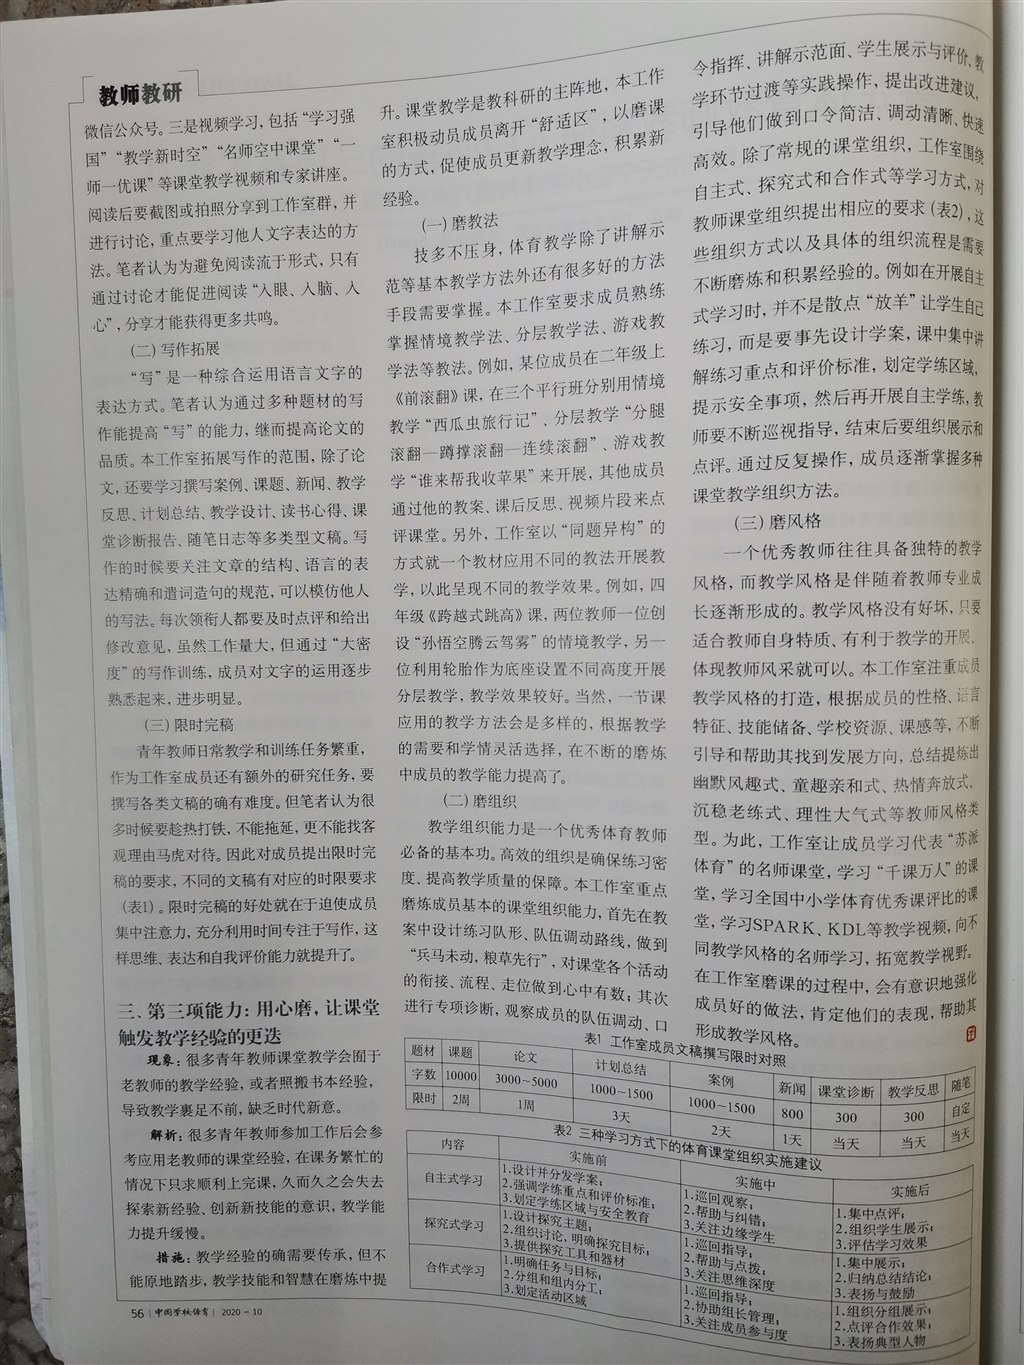 教师教研
微信公众号。三是视频学习，包括“学习强
国”“教学新时空”“名师空中课堂”“一
师一优课”等课堂教学视频和专家讲座。
阅读后要截图或拍照分享到工作室群，并
进行讨论，重点要学习他人文字表达的方
法。笔者认为为避免阅读流于形式，只有
通过讨论才能促进阅读“入眼、入脑、入
心”，分享才能获得更多共鸣。
（二）写作拓展
“写”是一种综合运用语言文字的
表达方式。笔者认为通过多种题材的写
作能提高“写”的能力，继而提高论文的
品质。本工作室拓展写作的范围，除了论
文，还要学习撰写案例、课题、新闻、教学
反思、计划总结、教学设计、读书心得、课
堂诊断报告、随笔日志等多类型文稿。写
作的时候要关注文章的结构、语言的表
达精确和遣词造句的规范，可以模仿他人
的写法。每次领衔人都要及时点评和给出
修改意见，虽然工作量大，但通过“大密
度”的写作训练，成员对文字的运用逐步
熟悉起来，进步明显。
（三）限时完稿
青年教师日常教学和训练任务繁重，
作为工作室成员还有额外的研究任务，要
撰写各类文稿的确有难度。但笔者认为很
多时候要趁热打铁，不能拖延，更不能找客
观理由马虎对待。因此对成员提出限时完
稿的要求，不同的文稿有对应的时限要求
（表1）。限时完稿的好处就在于迫使成员
集中注意力，充分利用时间专注于写作，这
样思维、表达和自我评价能力就提升了。
三、第三项能力：用心磨，让课堂
触发教学经验的更迭
现象：很多青年教师课堂教学会囿于
老教师的教学经验，或者照搬书本经验，
导致教学裹足不前，缺乏时代新意。
解析：很多青年教师参加工作后会参
考应用老教师的课堂经验，在课务繁忙的
情况下只求顺利上完课，久而久之会失去
探索新经验、创新新技能的意识，教学能
力提升缓慢。
措施：教学经验的确需要传承，但不
能原地踏步，教学技能和智慧在磨炼中提
升。课堂教学是教科研的主阵地，本工作
室积极动员成员离开“舒适区”，以磨课
的方式，促使成员更新教学理念，积累新
经验。
（一）磨教法
技多不压身，体育教学除了讲解示
范等基本教学方法外还有很多好的方法
手段需要掌握。本工作室要求成员熟练
掌握情境教学法、分层教学法、游戏教
学法等教法。例如，某位成员在二年级上
《前滚翻》课，在三个平行班分别用情境
教学“西瓜虫旅行记”、分层教学“分腿
滚翻—蹲撑滚翻—连续滚翻”、游戏教
学“谁来帮我收苹果”来开展，其他成员
通过他的教案、课后反思、视频片段来点
评课堂。另外，工作室以“同题异构”的
方式就一个教材应用不同的教法开展教
学，以此呈现不同的教学效果。例如，四
年级《跨越式跳高》课，两位教师一位创
设“孙悟空腾云驾雾”的情境教学，另一
位利用轮胎作为底座设置不同高度开展
分层教学，教学效果较好。当然，一节课
应用的教学方法会是多样的，根据教学
的需要和学情灵活选择，在不断的磨炼
中成员的教学能力提高了。
（二）磨组织
教学组织能力是一个优秀体育教师
必备的基本功。高效的组织是确保练习密
度、提高教学质量的保障。本工作室重点
磨炼成员基本的课堂组织能力，首先在教
案中设计练习队形、队伍调动路线，做到
“兵马未动，粮草先行”，对课堂各个活动
的衔接、流程、走位做到心中有数；其次
进行专项诊断，观察成员的队伍调动、口
令指挥、讲解示范面、学生展示与评价、教
学环节过渡等实践操作，提出改进建议，
引导他们做到口令简洁、调动清晰、快速
高效。除了常规的课堂组织，工作室围绕
自主式、探究式和合作式等学习方式，对
教师课堂组织提出相应的要求（表2），这
些组织方式以及具体的组织流程是需要
不断磨炼和积累经验的。例如在开展自主
式学习时，并不是散点“放羊”让学生自己
练习，而是要事先设计学案，课中集中讲
解练习重点和评价标准，划定学练区域，
提示安全事项，然后再开展自主学练，教
师要不断巡视指导，结束后要组织展示和
点评。通过反复操作，成员逐渐掌握多种
课堂教学组织方法。
（三）磨风格
一个优秀教师往往具备独特的教学
风格，而教学风格是伴随着教师专业成
长逐渐形成的。教学风格没有好坏，只要
适合教师自身特质、有利于教学的开展、
体现教师风采就可以。本工作室注重成员
教学风格的打造，根据成员的性格、语言
特征、技能储备、学校资源、课感等，不断
引导和帮助其找到发展方向，总结提炼出
幽默风趣式、童趣亲和式、热情奔放式、
沉稳老练式、理性大气式等教师风格类
型。为此，工作室让成员学习代表“苏派
体育”的名师课堂，学习“千课万人”的课
堂，学习全国中小学体育优秀课评比的课
堂，学习SPARK、KDL等教学视频，向不
同教学风格的名师学习，拓宽教学视野。
在工作室磨课的过程中，会有意识地强化
成员好的做法，肯定他们的表现，帮助其
形成教学风格。
表1 工作室成员文稿撰写限时对照
题材 课题 论文 计划总结 案例 新闻 课堂诊断 教学反思 随笔
字数 10000 3000~5000 1000~1500 1000~1500 800 300 300 自定
限时 2周 1周 3天 2天 1天 当天 当天 当天
表2 三种学习方式下的体育课堂组织实施建议
内容 实施前 实施中 实施后
自主式学习
1.设计并分发学案；
2.强调学练重点和评价标准；
3.划定学练区域与安全教育
1.巡回观察；
2.帮助与纠错；
3.关注边缘学生
1.集中点评；
2.组织学生展示；
3.评估学习效果
探究式学习
1.设计探究主题；
2.组织讨论，明确探究目标；
3.提供探究工具和器材
1.巡回指导；
2.帮助与点拨；
3.关注思维深度
1.集中展示；
2.归纳总结结论；
3.表扬与鼓励
合作式学习
1.明确任务与目标；
2.分组和组内分工；
3.划定活动区域
1.巡回指导；
2.协助组长管理；
3.关注成员参与度
1.组织分组展示；
2.点评合作效果；
3.表扬典型人物
56 | 中国学校体育 | 2020－10